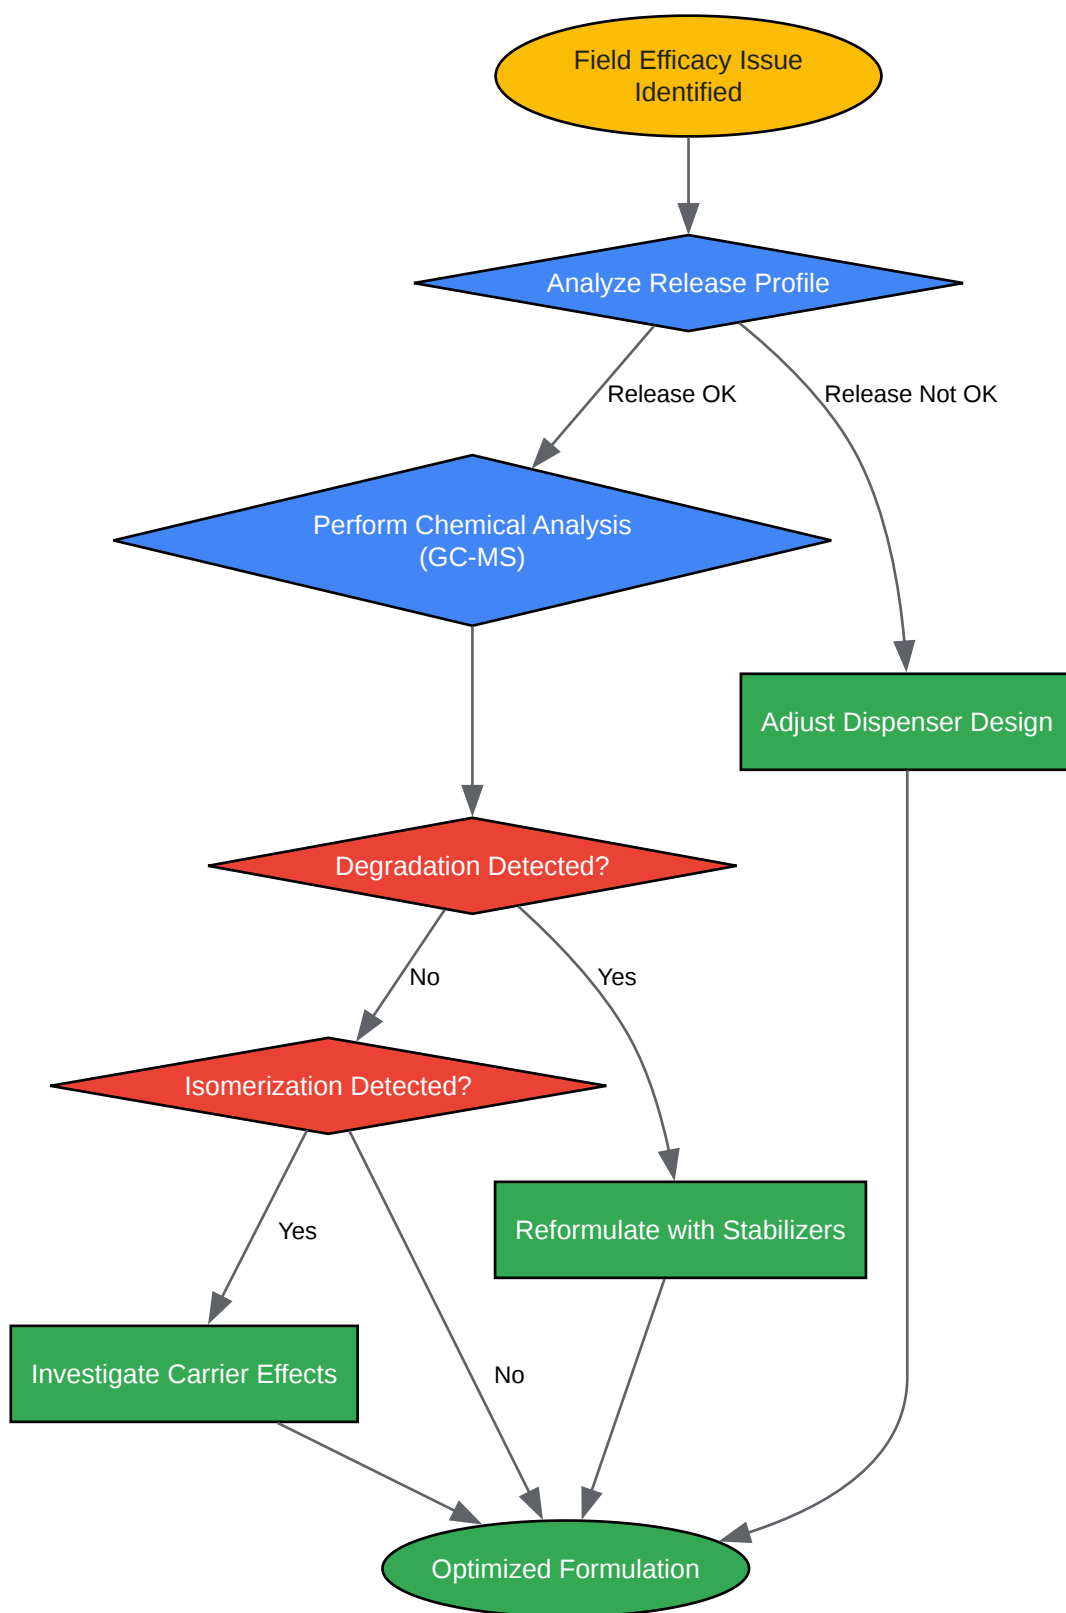 Field Efficacy Issue
Identified
Analyze Release Profile
Release OK
Release Not OK
Perform Chemical Analysis
(GC-MS)
Adjust Dispenser Design
Degradation Detected?
No
Yes
Isomerization Detected?
Yes
Reformulate with Stabilizers
Investigate Carrier Effects
No
Optimized Formulation